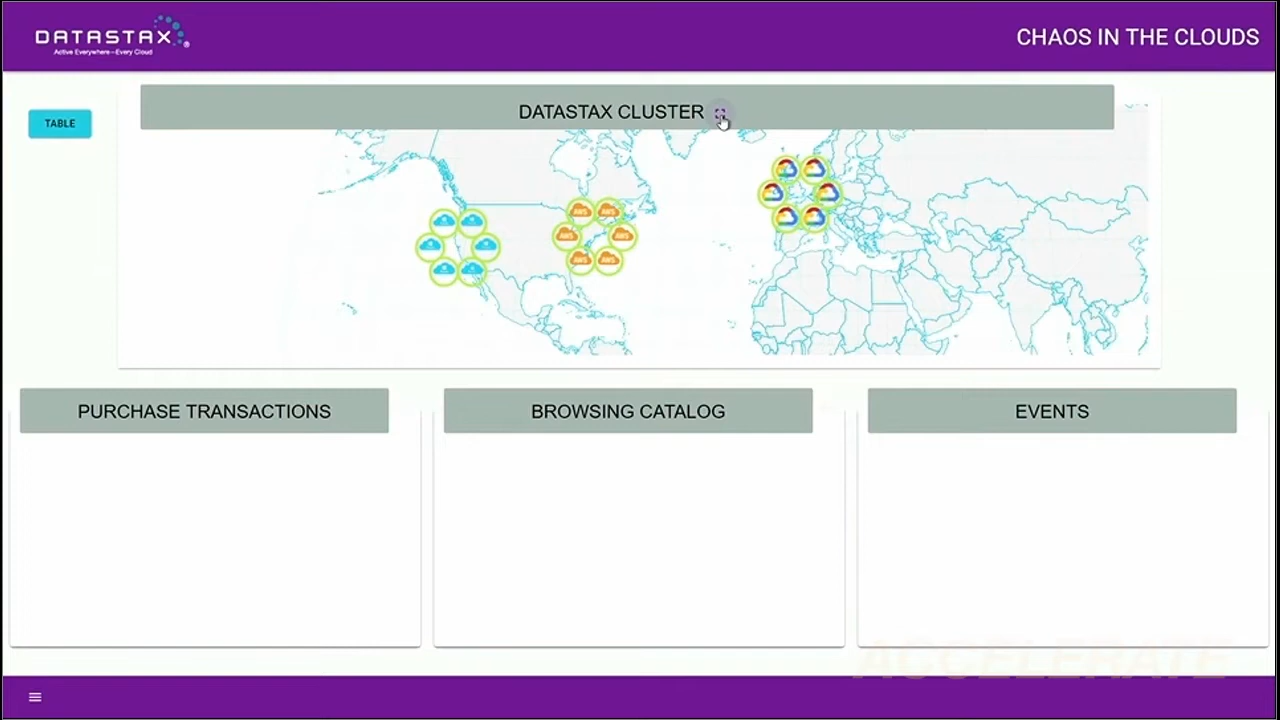 DATASTAX
Active Everywhere—Every Cloud
CHAOS IN THE CLOUDS
TABLE
DATASTAX CLUSTER
AWS AWS
AWS AWS
AWS AWS
PURCHASE TRANSACTIONS
BROWSING CATALOG
EVENTS
ACCELERATE